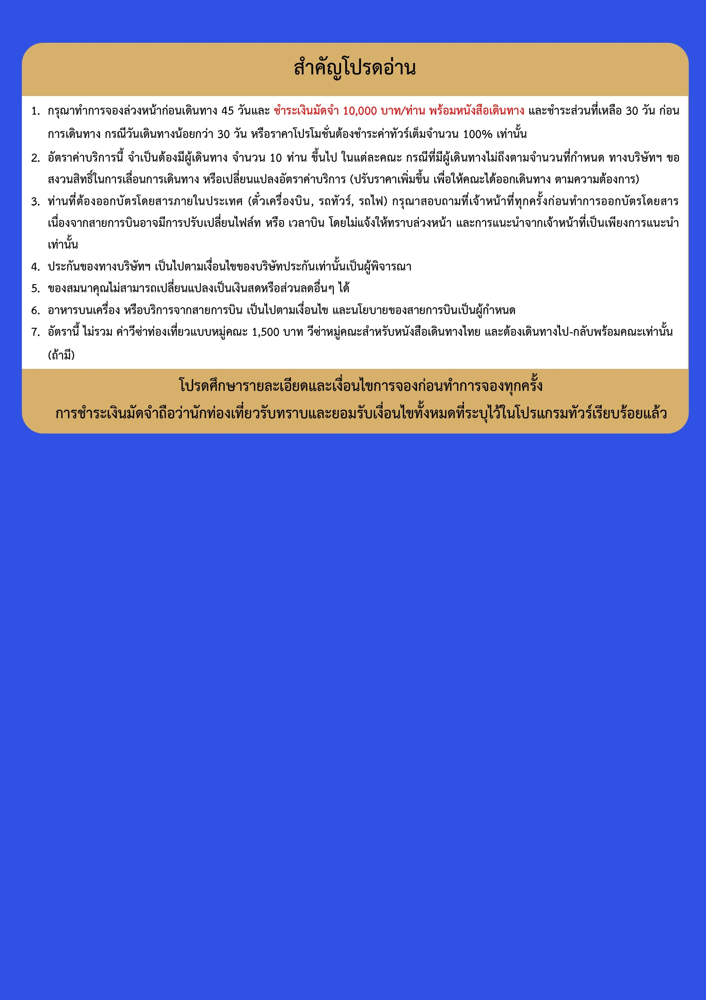 สำคัญโปรดอ่าน
1. กรุณาทำการจองล่วงหน้าก่อนเดินทาง 45 วันและ ชำระเงินมัดจำ 10,000 บาท/ท่าน พร้อมหนังสือเดินทาง และชำระส่วนที่เหลือ 30 วัน ก่อน
การเดินทาง กรณีวันเดินทางน้อยกว่า 30 วัน หรือราคาโปรโมชั่นต้องชำระค่าทัวร์เต็มจำนวน 100% เท่านั้น
2. อัตราค่าบริการนี้ จำเป็นต้องมีผู้เดินทาง จำนวน 10 ท่าน ขึ้นไป ในแต่ละคณะ กรณีที่มีผู้เดินทางไม่ถึงตามจำนวนที่กำหนด ทางบริษัทฯ ขอ
สงวนสิทธิ์ในการเลื่อนการเดินทาง หรือเปลี่ยนแปลงอัตราค่าบริการ (ปรับราคาเพิ่มขึ้น เพื่อให้คณะได้ออกเดินทาง ตามความต้องการ)
3. ท่านที่ต้องออกบัตรโดยสารภายในประเทศ (ตั๋วเครื่องบิน, รถทัวร์, รถไฟ) กรุณาสอบถามที่เจ้าหน้าที่ทุกครั้งก่อนทำการออกบัตรโดยสาร
เนื่องจากสายการบินอาจมีการปรับเปลี่ยนไฟล์ท หรือ เวลาบิน โดยไม่แจ้งให้ทราบล่วงหน้า และการแนะนำจากเจ้าหน้าที่เป็นเพียงการแนะนำ
เท่านั้น
4. ประกันของทางบริษัทฯ เป็นไปตามเงื่อนไขของบริษัทประกันเท่านั้นเป็นผู้พิจารณา
5. ของสมนาคุณไม่สามารถเปลี่ยนแปลงเป็นเงินสดหรือส่วนลดอื่นๆ ได้
6. อาหารบนเครื่อง หรือบริการจากสายการบิน เป็นไปตามเงื่อนไข และนโยบายของสายการบินเป็นผู้กำหนด
7. อัตรานี้ ไม่รวม ค่าวีซ่าท่องเที่ยวแบบหมู่คณะ 1,500 บาท วีซ่าหมู่คณะสำหรับหนังสือเดินทางไทย และต้องเดินทางไป-กลับพร้อมคณะเท่านั้น
(ถ้ามี)
โปรดศึกษารายละเอียดและเงื่อนไขการจองก่อนทำการจองทุกครั้ง
การชำระเงินมัดจำถือว่านักท่องเที่ยวรับทราบและยอมรับเงื่อนไขทั้งหมดที่ระบุไว้ในโปรแกรมทัวร์เรียบร้อยแล้ว